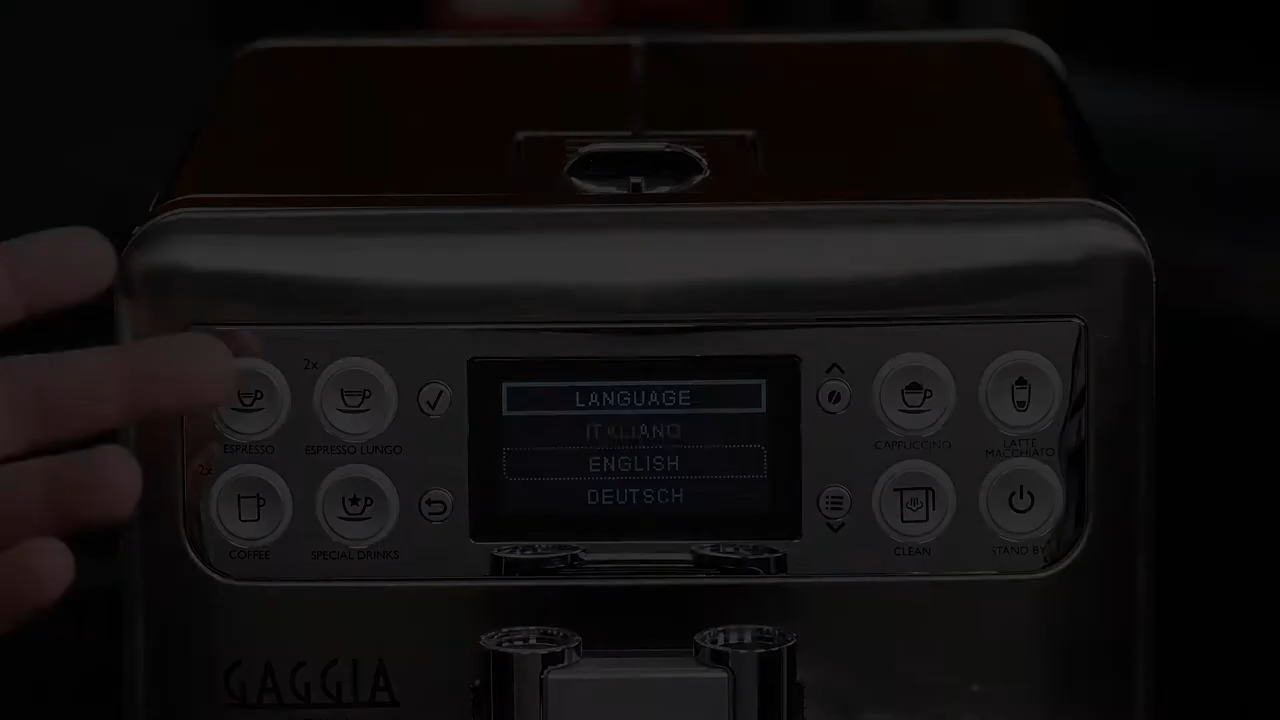 LANGUAGE
ITALIANO
ENGLISH
DEUTSCH
2x
ESPRESSO
ESPRESSO LUNGO
2x
COFFEE
SPECIAL DRINKS
CAPPUCCINO
LATTE
MACCHIATO
CLEAN
STAND BY
GAGGIA